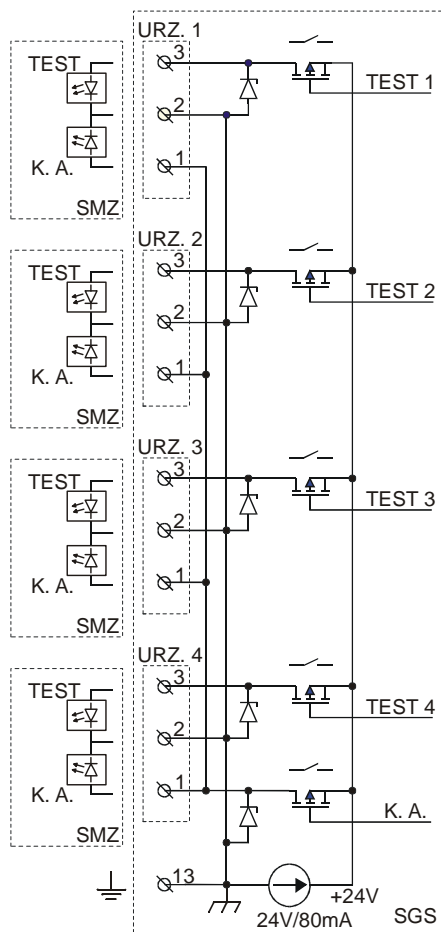 URZ. 1
TEST
3
TEST 1
2
K. A.
1
SMZ
URZ. 2
TEST
3
TEST 2
2
K. A.
1
SMZ
URZ. 3
TEST
3
TEST 3
2
K. A.
1
SMZ
URZ. 4
TEST
3
TEST 4
2
K. A.
1
K. A.
SMZ
13
+24V
24V/80mA
SGS